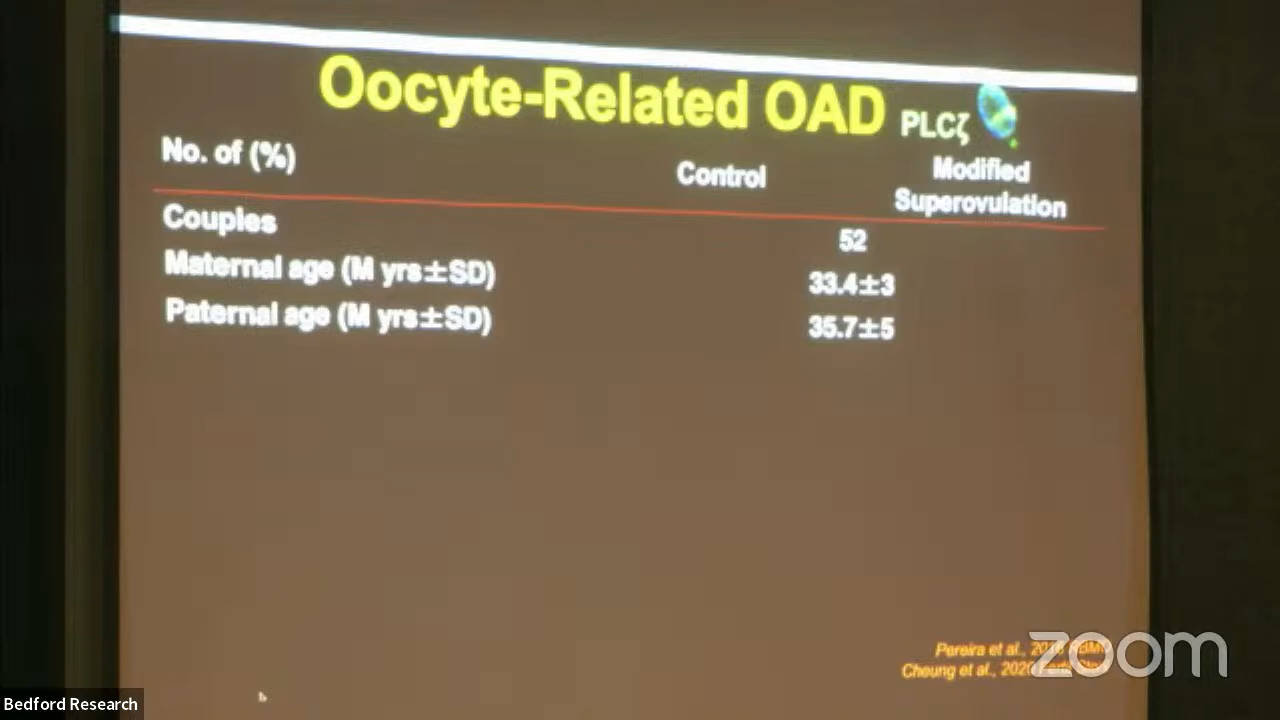 Oocyte-Related OAD PLCζ
No. of (%)
Control
Modified
Superovulation
Couples
52
Maternal age (M yrs±SD)
33.4±3
Paternal age (M yrs±SD)
35.7±5
Pereira et al.,
Cheung et al., 2020
zoom
Bedford Research